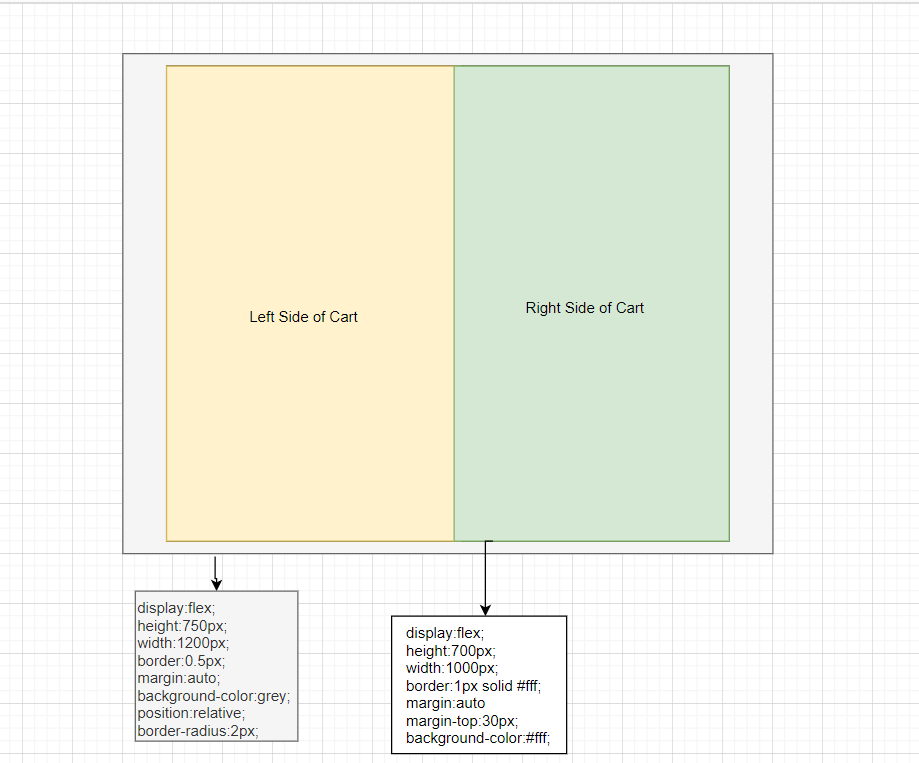 Left Side of Cart
Right Side of Cart
display:flex;
height:750px;
width:1200px;
border:0.5px;
margin:auto;
background-color:grey;
position:relative;
border-radius:2px;
display:flex;
height:700px;
width:1000px;
border:1px solid #fff;
margin:auto
margin-top:30px;
background-color:#fff;